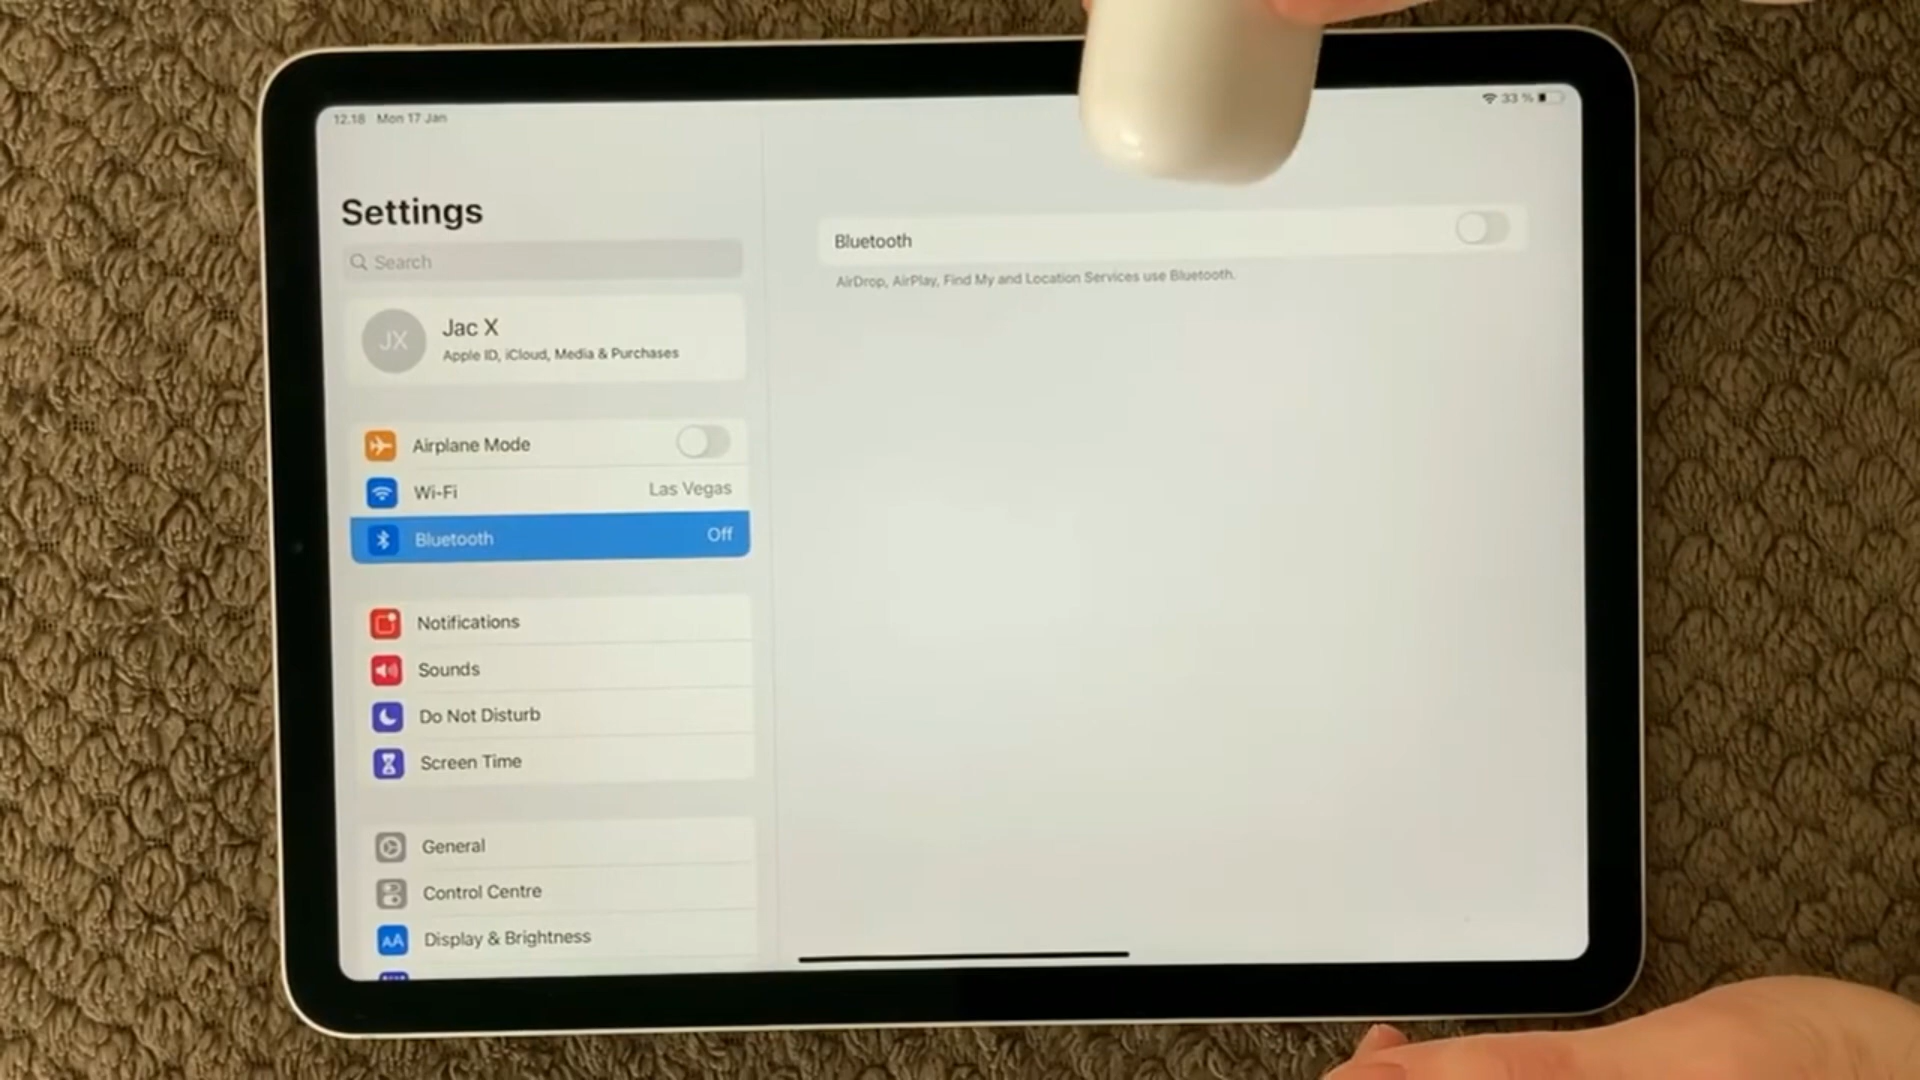 12.18 Mon 17 Jan
33 %
Settings
Search
JX
Jac X
Apple ID, iCloud, Media & Purchases
Airplane Mode
Wi-Fi Las Vegas
Bluetooth Off
Notifications
Sounds
Do Not Disturb
Screen Time
General
Control Centre
AA Display & Brightness
Bluetooth
AirDrop, AirPlay, Find My and Location Services use Bluetooth.